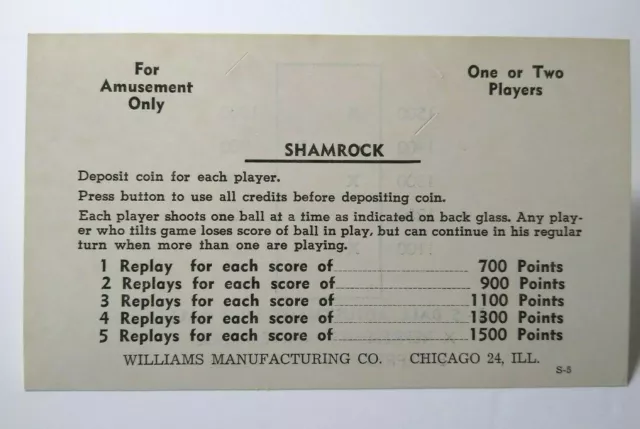 For
Amusement
Only
One or Two
Players
SHAMROCK
Deposit coin for each player.
Press button to use all credits before depositing coin.
Each player shoots one ball at a time as indicated on back glass. Any play-
er who tilts game loses score of ball in play, but can continue in his regular
turn when more than one are playing.
1 Replay for each score of 700 Points
2 Replays for each score of 900 Points
3 Replays for each score of 1100 Points
4 Replays for each score of 1300 Points
5 Replays for each score of 1500 Points
WILLIAMS MANUFACTURING CO. CHICAGO 24, ILL.
S-5